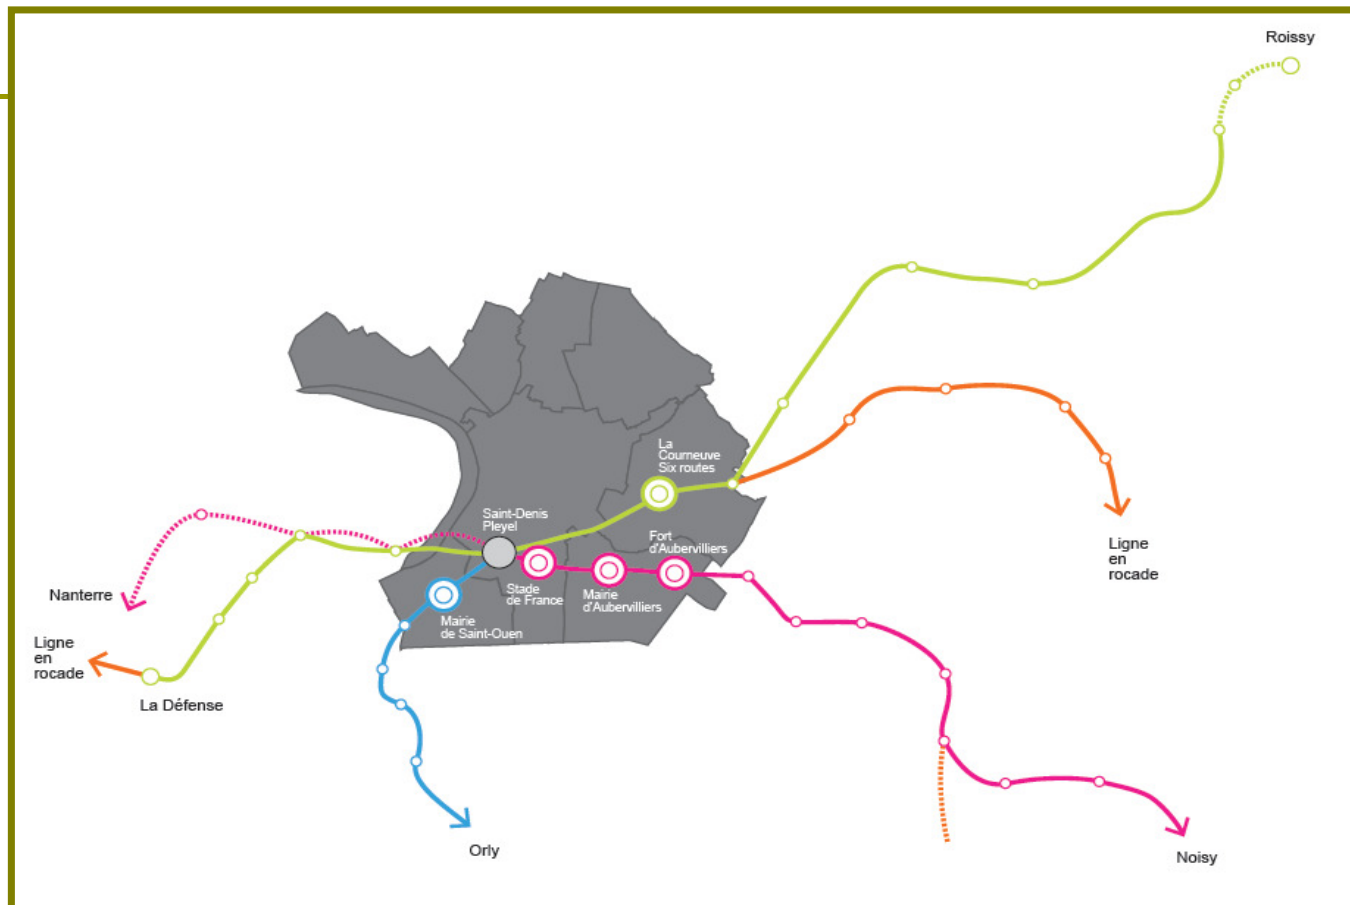 Roissy
La
Courneuve
Six routes
Saint-Denis
Pleyel
Fort
d'Aubervilliers
Ligne
en
rocade
Nanterre
Stade
de France
Mairie
d'Aubervilliers
Mairie
de Saint-Ouen
Ligne
en
rocade
La Défense
Orly
Noisy